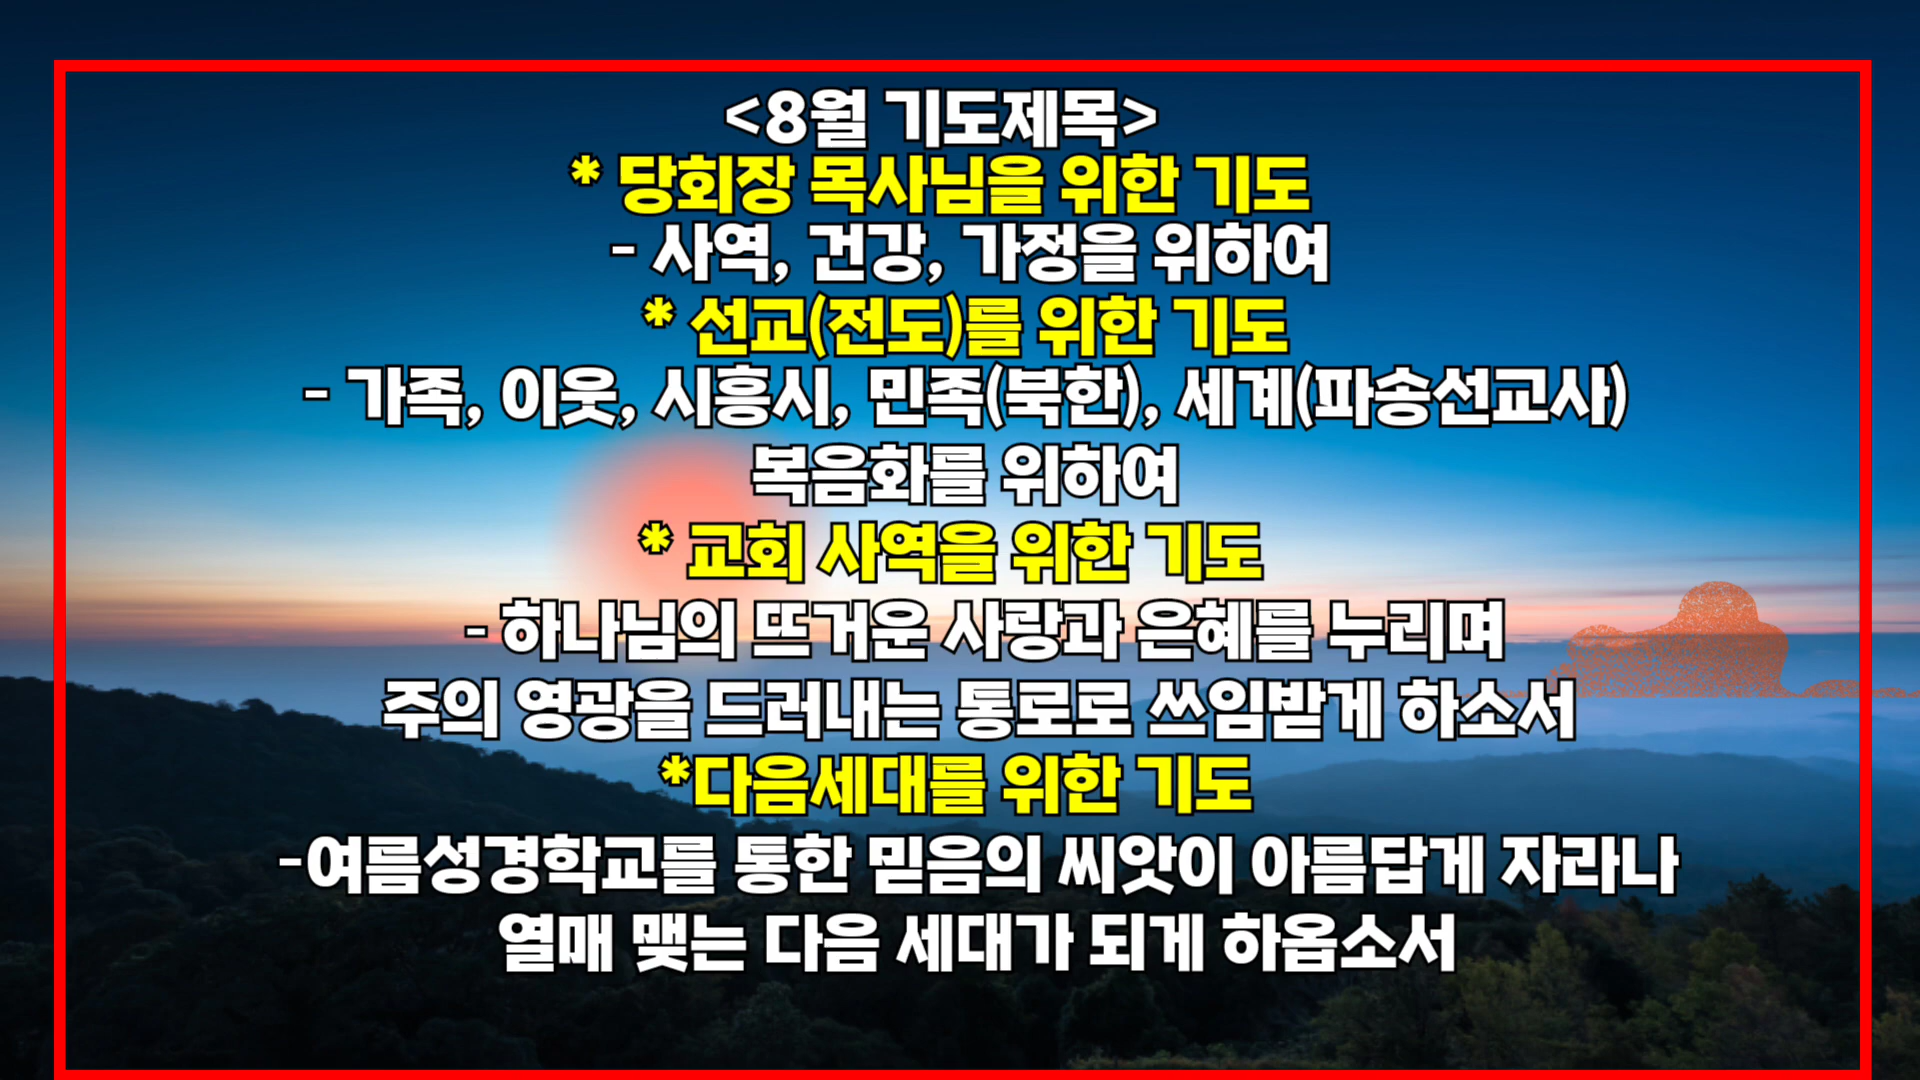 <8월 기도제목>
* 당회장 목사님을 위한 기도
- 사역, 건강, 가정을 위하여
* 선교(전도)를 위한 기도
- 가족, 이웃, 시흥시, 민족(북한), 세계(파송선교사)
복음화를 위하여
* 교회 사역을 위한 기도
- 하나님의 뜨거운 사랑과 은혜를 누리며
주의 영광을 드러내는 통로로 쓰임받게 하소서
*다음세대를 위한 기도
-여름성경학교를 통한 믿음의 씨앗이 아름답게 자라나
열매 맺는 다음 세대가 되게 하옵소서